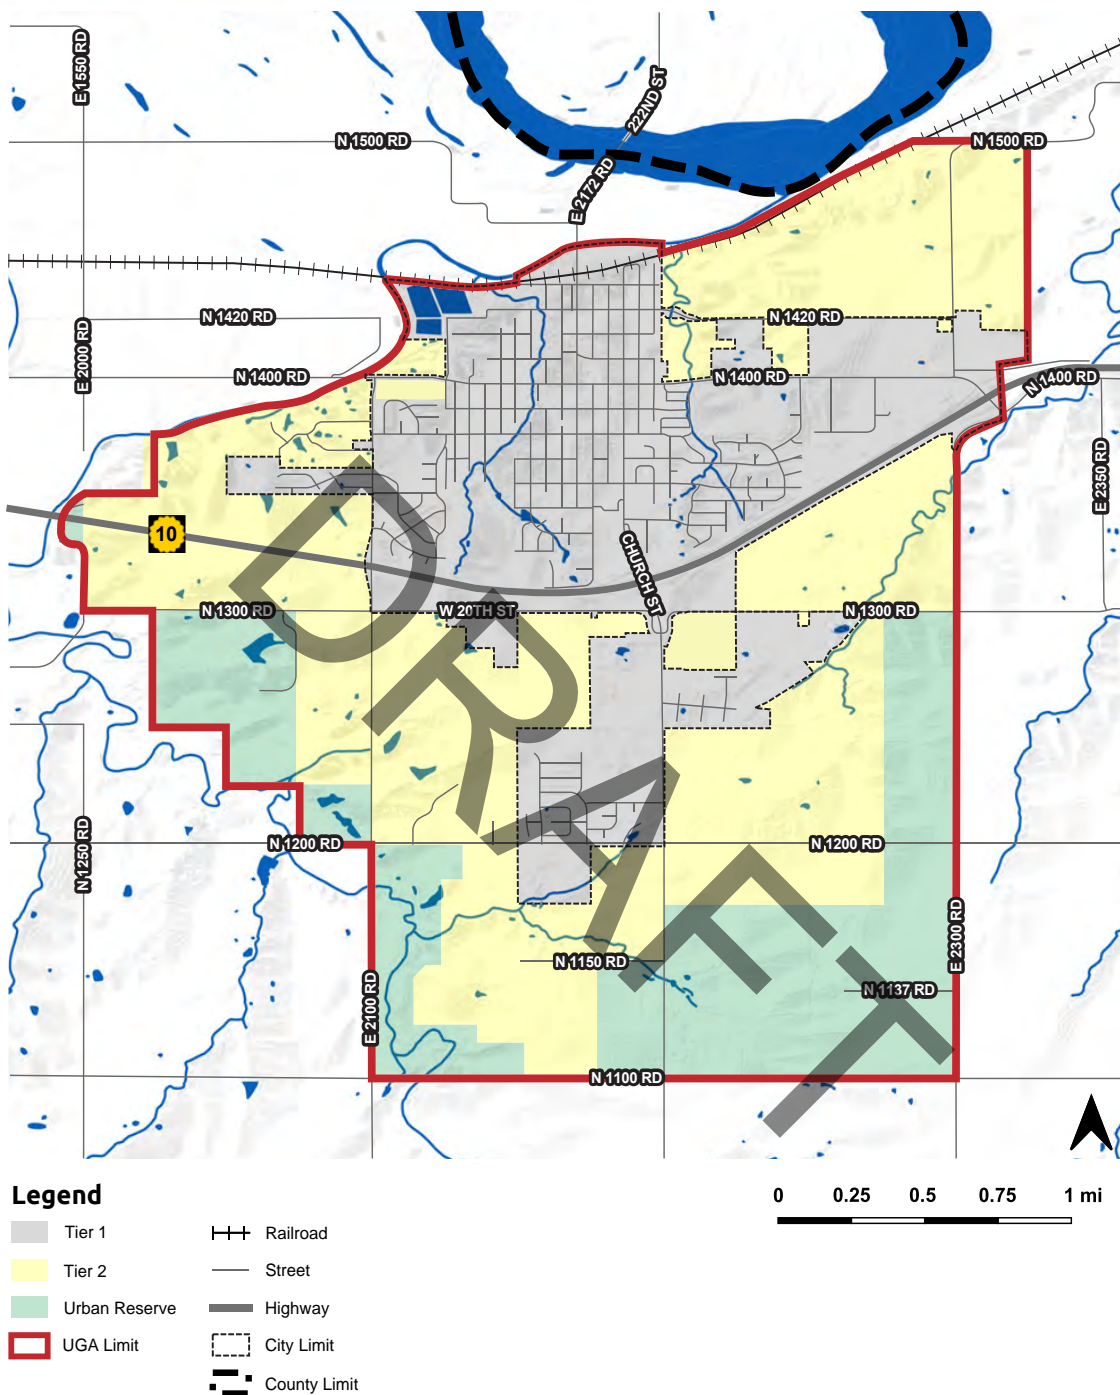 E 1550 RD
222ND ST
N 1500 RD
N 1500 RD
E 2172 RD
N 1420 RD
N 1420 RD
E 2000 RD
N 1400 RD
N 1400 RD
N 1400 RD
E 2350 RD
10
CHURCH ST
N 1300 RD
W 20TH ST
N 1300 RD
DRAFT
N 1250 RD
N 1200 RD
N 1200 RD
E 2300 RD
N 1150 RD
N 1137 RD
E 2100 RD
N 1100 RD
Legend
Tier 1
Tier 2
Urban Reserve
UGA Limit
Railroad
Street
Highway
City Limit
County Limit
0 0.25 0.5 0.75 1 mi